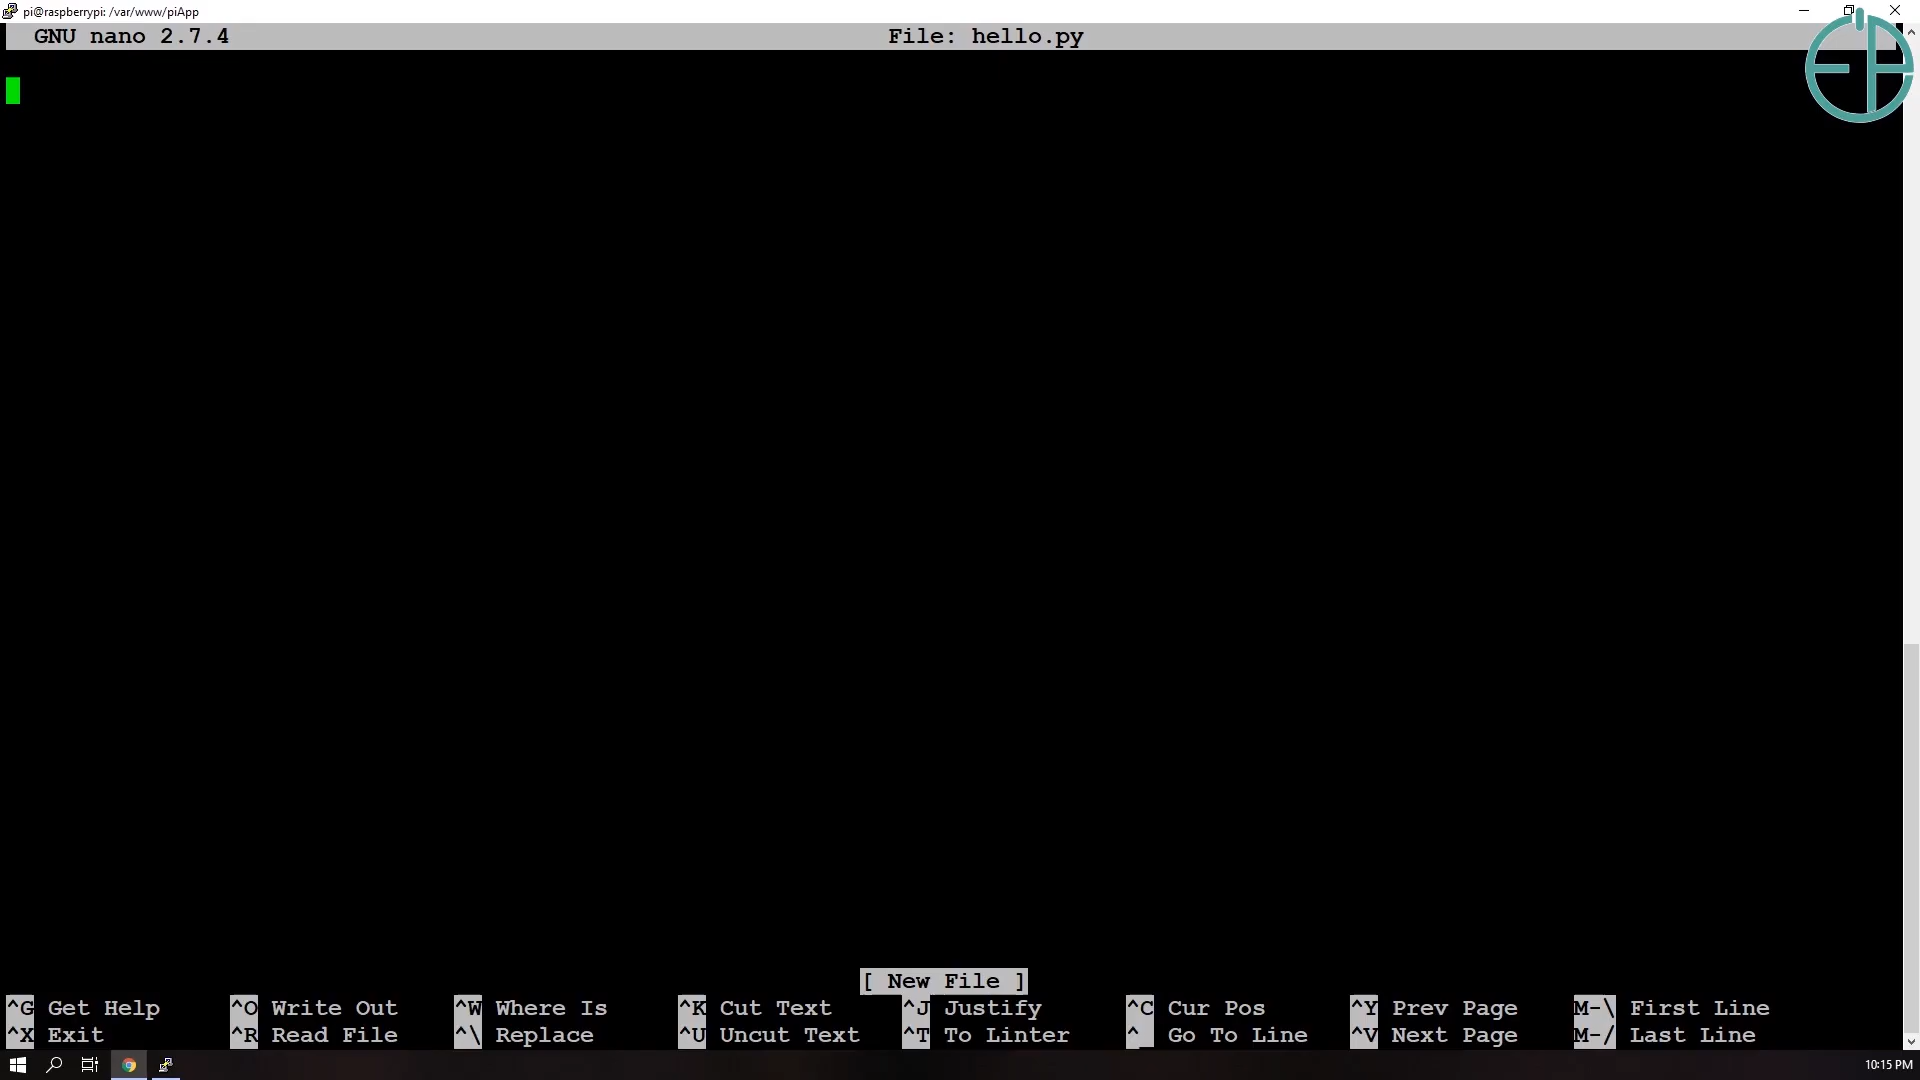 pi@raspberrypi: /var/www/piApp
GNU nano 2.7.4 File: hello.py
[ New File ]
^G Get Help ^O Write Out ^W Where Is ^K Cut Text ^J Justify ^C Cur Pos ^Y Prev Page M-\ First Line
^X Exit ^R Read File ^\ Replace ^U Uncut Text ^T To Linter ^_ Go To Line ^V Next Page M-/ Last Line
10:15 PM